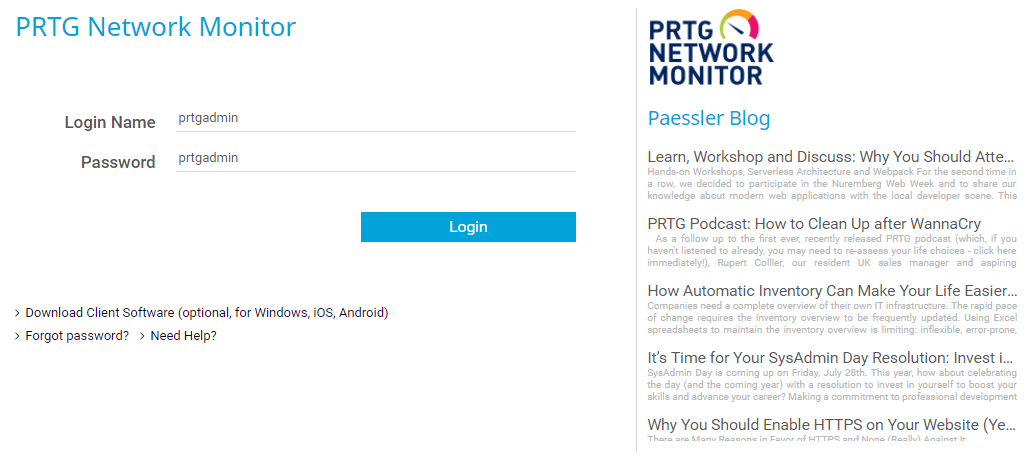 PRTG Network Monitor
Login Name
prtgadmin
Password
prtgadmin
Login
Download Client Software (optional, for Windows, iOS, Android)
Forgot password? Need Help?
PRTG
NETWORK
MONITOR
Paessler Blog
Learn, Workshop and Discuss: Why You Should Atte...
Hands-on Workshops, Serverless Architecture and Webpack For the second time in
a row, we decided to participate in the Nuremberg Web Week and to share our
knowledge about modern web applications with the local developer scene. This
PRTG Podcast: How to Clean Up after WannaCry
As a follow up to the first ever, recently released PRTG podcast (which, if you
haven't listened to already, you may need to re-assess your life choices - click here
immediately!), Rupert Collier, our resident UK sales manager and aspiring
How Automatic Inventory Can Make Your Life Easier...
Companies need a complete overview of their own IT infrastructure. The rapid pace
of change requires the inventory overview to be frequently updated. Using Excel
spreadsheets to maintain the inventory overview is limiting: inflexible, error-prone,
It's Time for Your SysAdmin Day Resolution: Invest i...
SysAdmin Day is coming up on Friday, July 28th. This year, how about celebrating
the day (and the coming year) with a resolution to invest in yourself to boost your
skills and advance your career? Making a commitment to professional development
Why You Should Enable HTTPS on Your Website (Ye...
There are Many Reasons in Favor of HTTPS and None (Really) Against It